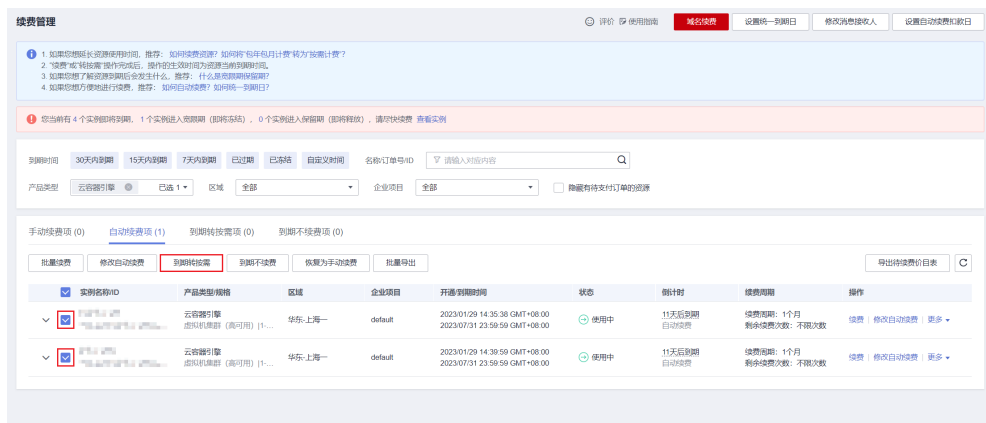 续费管理
评价 使用指南 域名续费 设置统一到期日 修改消息接收人 设置自动续费扣款日
1. 如果您想延长资源使用时间，推荐： 如何续费资源？如何将“包年包月计费”转为“按需计费”？
2. “续费”或“转按需”操作完成后，操作的生效时间为资源当前到期时间。
3. 如果您想了解资源到期后会发生什么，推荐： 什么是宽限期保留期？
4. 如果您想方便地进行续费，推荐： 如何自动续费？如何统一到期日？
您当前有 4 个实例即将到期， 1 个实例进入宽限期（即将冻结）， 0 个实例进入保留期（即将释放），请尽快续费 查看实例
到期时间 30天内到期 15天内到期 7天内到期 已过期 已冻结 自定义时间 名称/订单号/ID 请输入对应内容
产品类型 云容器引擎 已选 1 区域 全部 企业项目 全部 隐藏有待支付订单的资源
手动续费项 (0) 自动续费项 (1) 到期转按需项 (0) 到期不续费项 (0)
批量续费 修改自动续费 到期转按需 到期不续费 恢复为手动续费 批量导出 导出待续费价目表
实例名称/ID 产品类型/规格 区域 企业项目 开通/到期时间 状态 倒计时 续费周期 操作
云容器引擎 2023/01/29 14:35:38 GMT+08:00 11天后到期 续费周期： 1个月
华东-上海一 default 使用中 续费 修改自动续费 更多
虚拟机集群（高可用）|1-... 2023/07/31 23:59:59 GMT+08:00 自动续费 剩余续费次数： 不限次数
云容器引擎 2023/01/29 14:39:59 GMT+08:00 11天后到期 续费周期： 1个月
华东-上海一 default 使用中 续费 修改自动续费 更多
虚拟机集群（高可用）|1-... 2023/07/31 23:59:59 GMT+08:00 自动续费 剩余续费次数： 不限次数